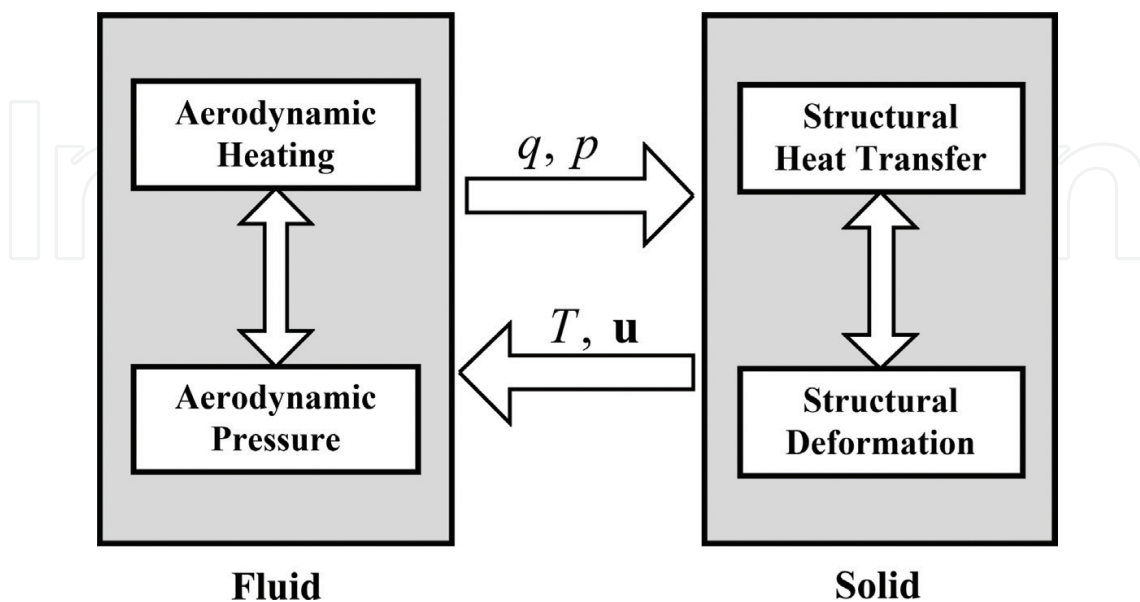 Aerodynamic
Heating
Aerodynamic
Pressure
Fluid
q, p
T, u
Structural
Heat Transfer
Structural
Deformation
Solid